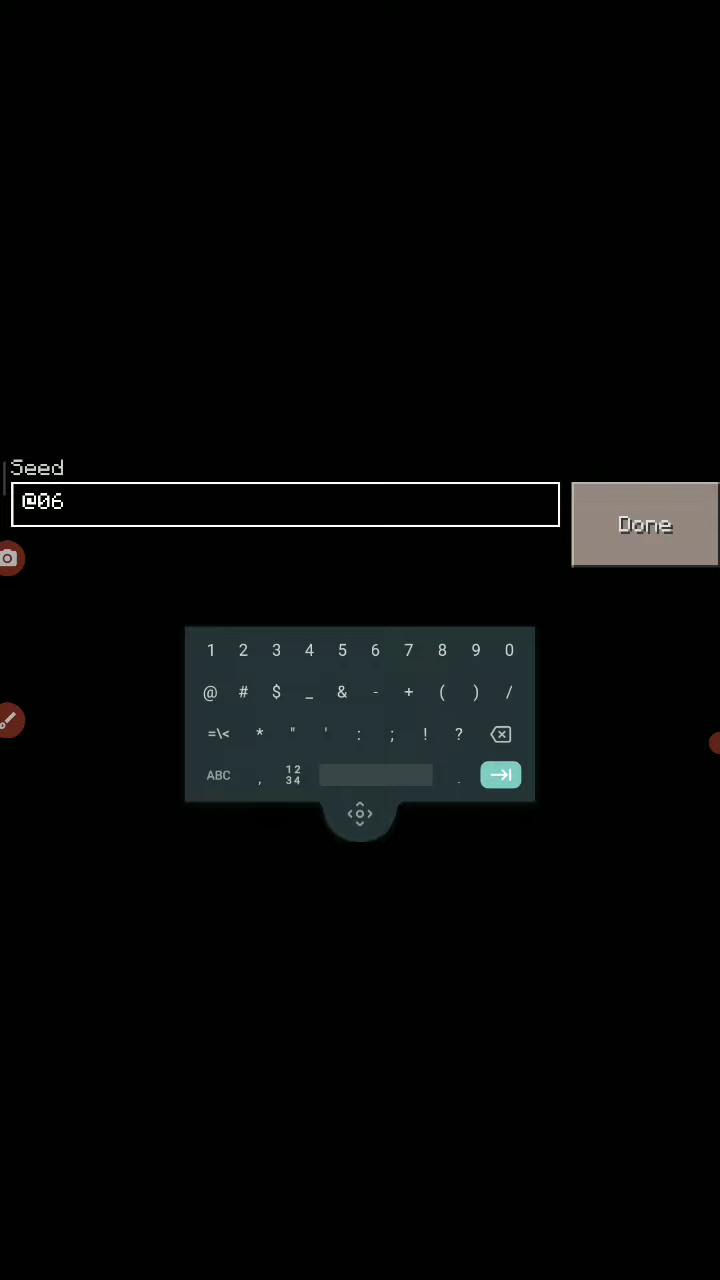 Seed
@06
Done
1 2 3 4 5 6 7 8 9 0
@ # $ _ & - + ( ) /
=\< * " ' : ; ! ?
ABC , 12 34 .